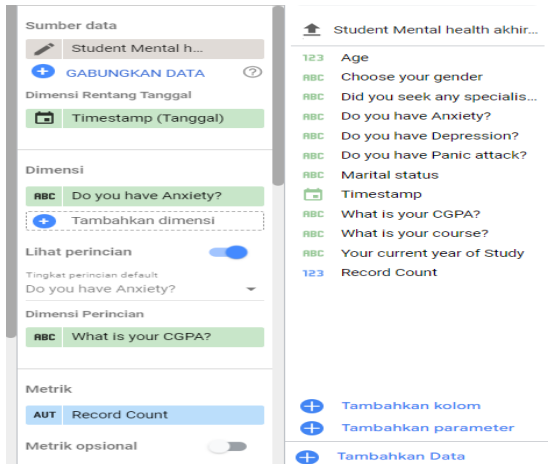 Sumber data
Student Mental h...
GABUNGKAN DATA
Dimensi Rentang Tanggal
Timestamp (Tanggal)
Dimensi
ABC Do you have Anxiety?
Tambahkan dimensi
Lihat perincian
Tingkat perincian default
Do you have Anxiety?
Dimensi Perincian
ABC What is your CGPA?
Metrik
AUT Record Count
Metrik opsional
Student Mental health akhir...
123 Age
ABC Choose your gender
ABC Did you seek any specialis...
ABC Do you have Anxiety?
ABC Do you have Depression?
ABC Do you have Panic attack?
ABC Marital status
Timestamp
ABC What is your CGPA?
ABC What is your course?
ABC Your current year of Study
123 Record Count
Tambahkan kolom
Tambahkan parameter
Tambahkan Data